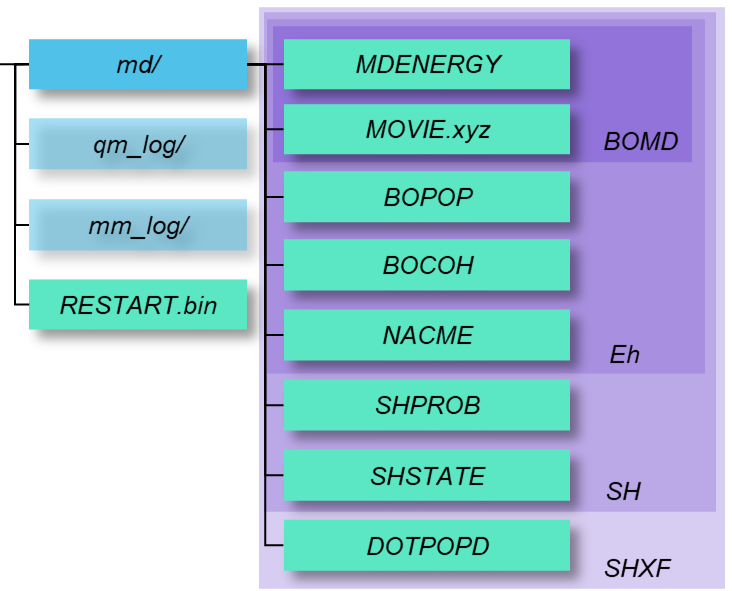 md/
qm_log/
mm_log/
RESTART.bin
MDENERGY
MOVIE.xyz
BOMD
BOPOP
BOCOH
NACME
Eh
SHPROB
SHSTATE
SH
DOTPOPD
SHXF